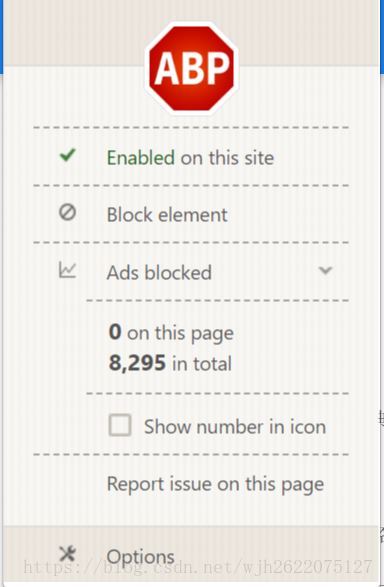 ABP
Enabled on this site
Block element
Ads blocked
0 on this page
8,295 in total
Show number in icon
Report issue on this page
Options
https://blog.csdn.net/wjh2622075127